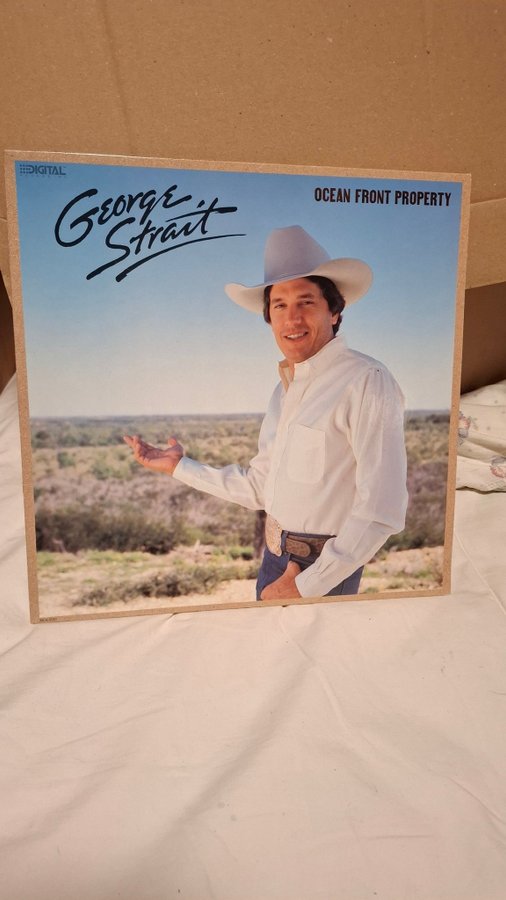 DIGITAL
George
Strait
OCEAN FRONT PROPERTY